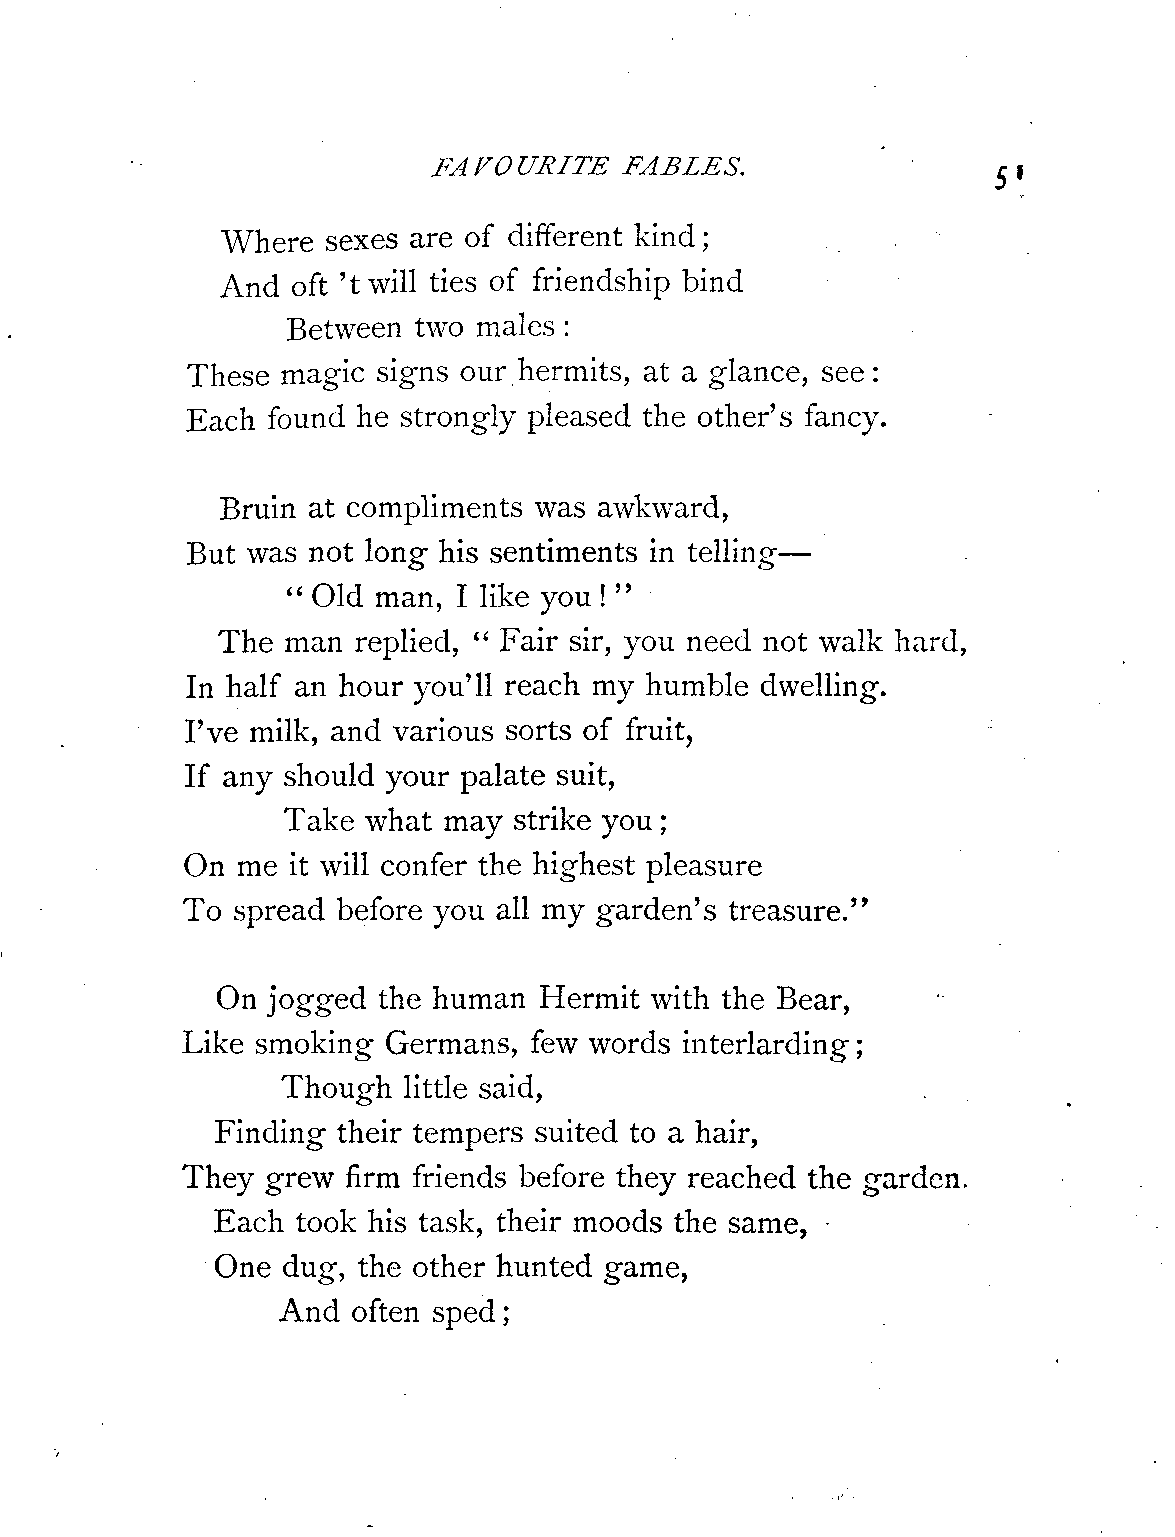 FAVOURITE FABLES. 51
Where sexes are of different kind;
And oft 't will ties of friendship bind
Between two males:
These magic signs our hermits, at a glance, see:
Each found he strongly pleased the other's fancy.
Bruin at compliments was awkward,
But was not long his sentiments in telling—
"Old man, I like you!"
The man replied, "Fair sir, you need not walk hard,
In half an hour you'll reach my humble dwelling.
I've milk, and various sorts of fruit,
If any should your palate suit,
Take what may strike you;
On me it will confer the highest pleasure
To spread before you all my garden's treasure."
On jogged the human Hermit with the Bear,
Like smoking Germans, few words interlarding;
Though little said,
Finding their tempers suited to a hair,
They grew firm friends before they reached the garden.
Each took his task, their moods the same,
One dug, the other hunted game,
And often sped;